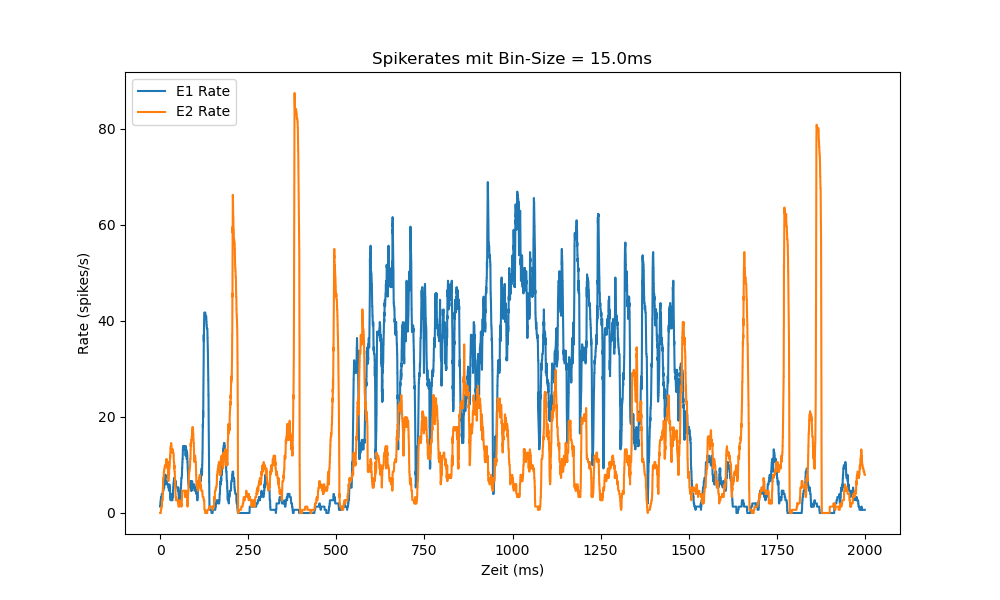 Spikerates mit Bin-Size = 15.0ms
E1 Rate
E2 Rate
80
60
40
20
0
Rate (spikes/s)
0 250 500 750 1000 1250 1500 1750 2000
Zeit (ms)